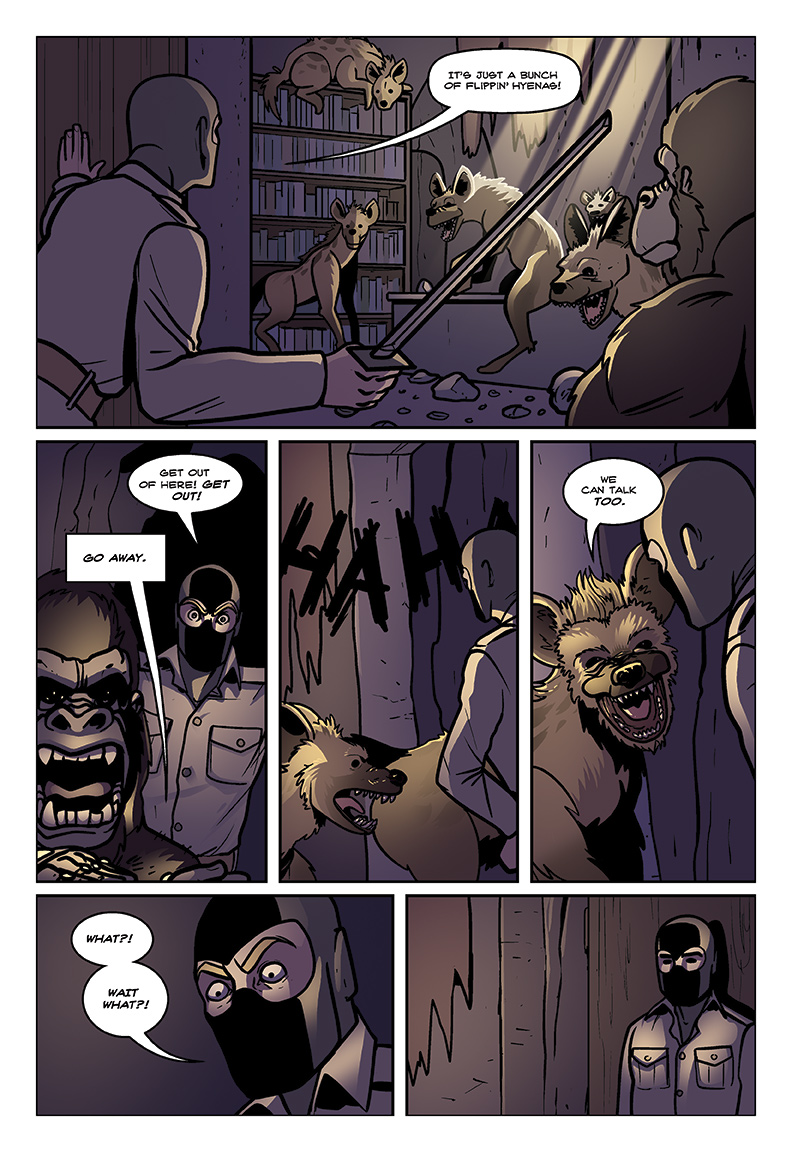 IT'S JUST A BUNCH
OF FLIPPIN' HYENAS!
GET OUT
OF HERE! GET
OUT!
GO AWAY.
HAHA
WE
CAN TALK
TOO.
WHAT?!
WAIT
WHAT?!